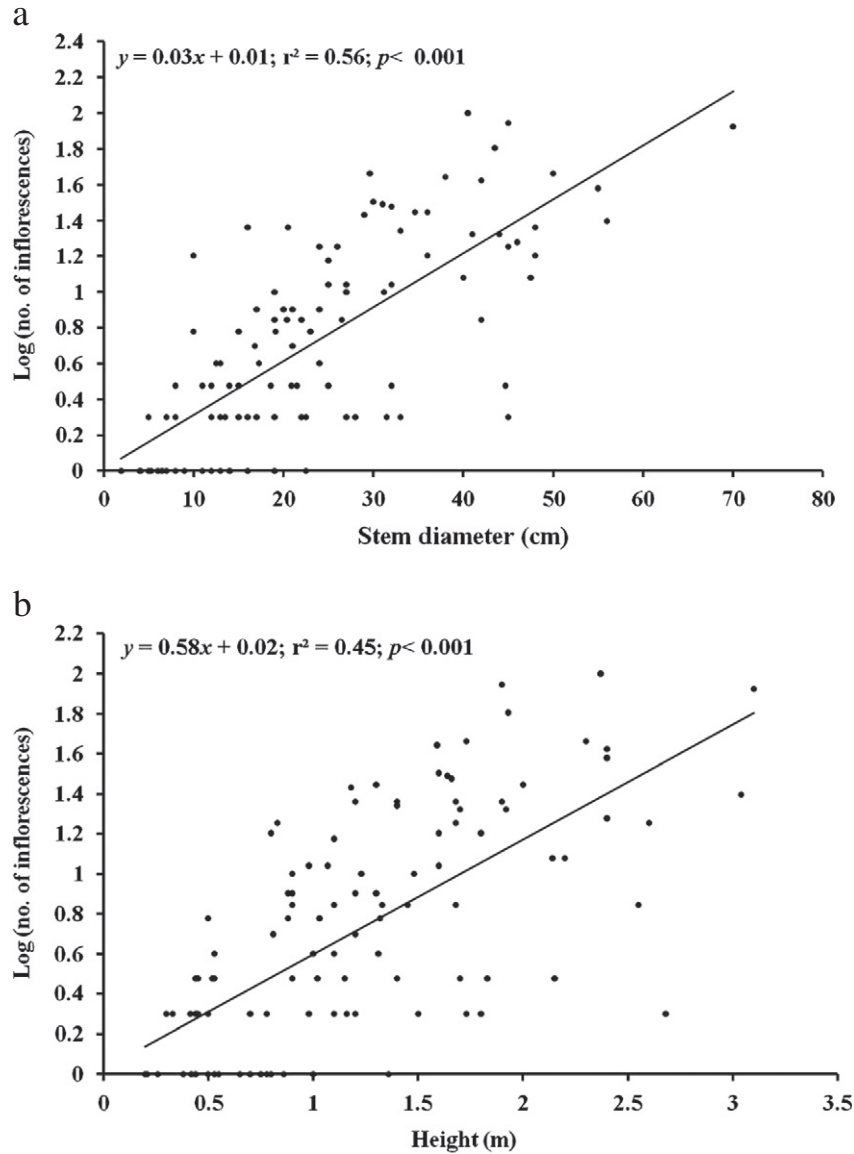 a
y = 0.03x + 0.01; r² = 0.56; p< 0.001
Log (no. of inflorescences)
2.4
2.2
2
1.8
1.6
1.4
1.2
1
0.8
0.6
0.4
0.2
0
0 10 20 30 40 50 60 70 80
Stem diameter (cm)
b
y = 0.58x + 0.02; r² = 0.45; p< 0.001
Log (no. of inflorescences)
2.2
2
1.8
1.6
1.4
1.2
1
0.8
0.6
0.4
0.2
0
0 0.5 1 1.5 2 2.5 3 3.5
Height (m)